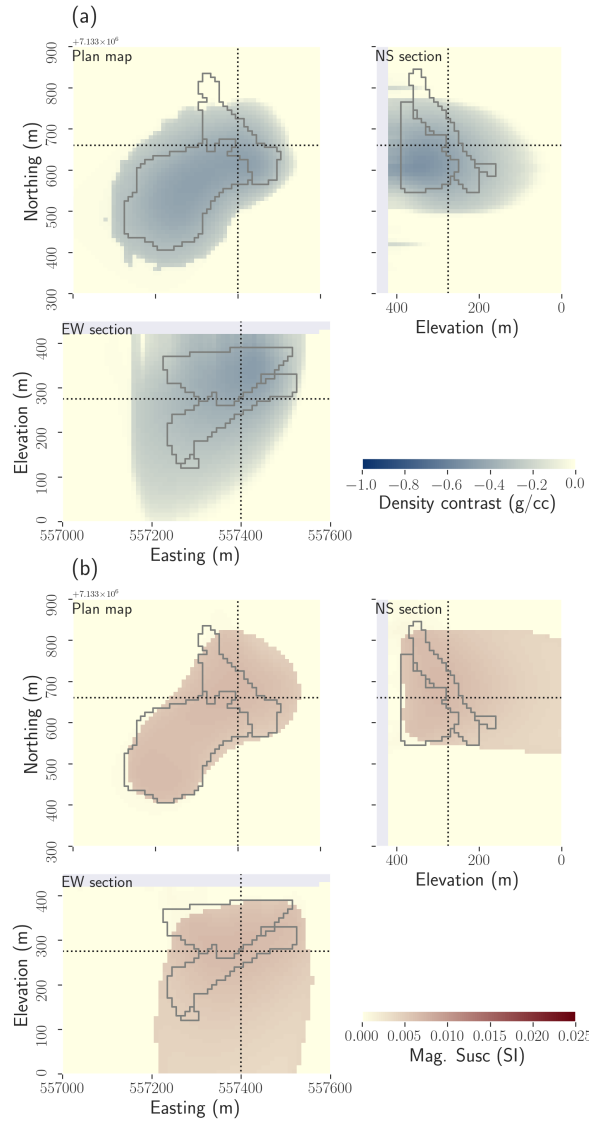 (a)
+7.133×10⁶
Plan map
NS section
900
800
700
600
500
400
300
Northing (m)
400
200
0
Elevation (m)
EW section
400
300
200
100
0
Elevation (m)
557000
557200
557400
557600
Easting (m)
−1.0
−0.8
−0.6
−0.4
−0.2
0.0
Density contrast (g/cc)
(b)
+7.133×10⁶
Plan map
NS section
900
800
700
600
500
400
300
Northing (m)
400
200
0
Elevation (m)
EW section
400
300
200
100
0
Elevation (m)
557000
557200
557400
557600
Easting (m)
0.000
0.005
0.010
0.015
0.020
0.025
Mag. Susc (SI)